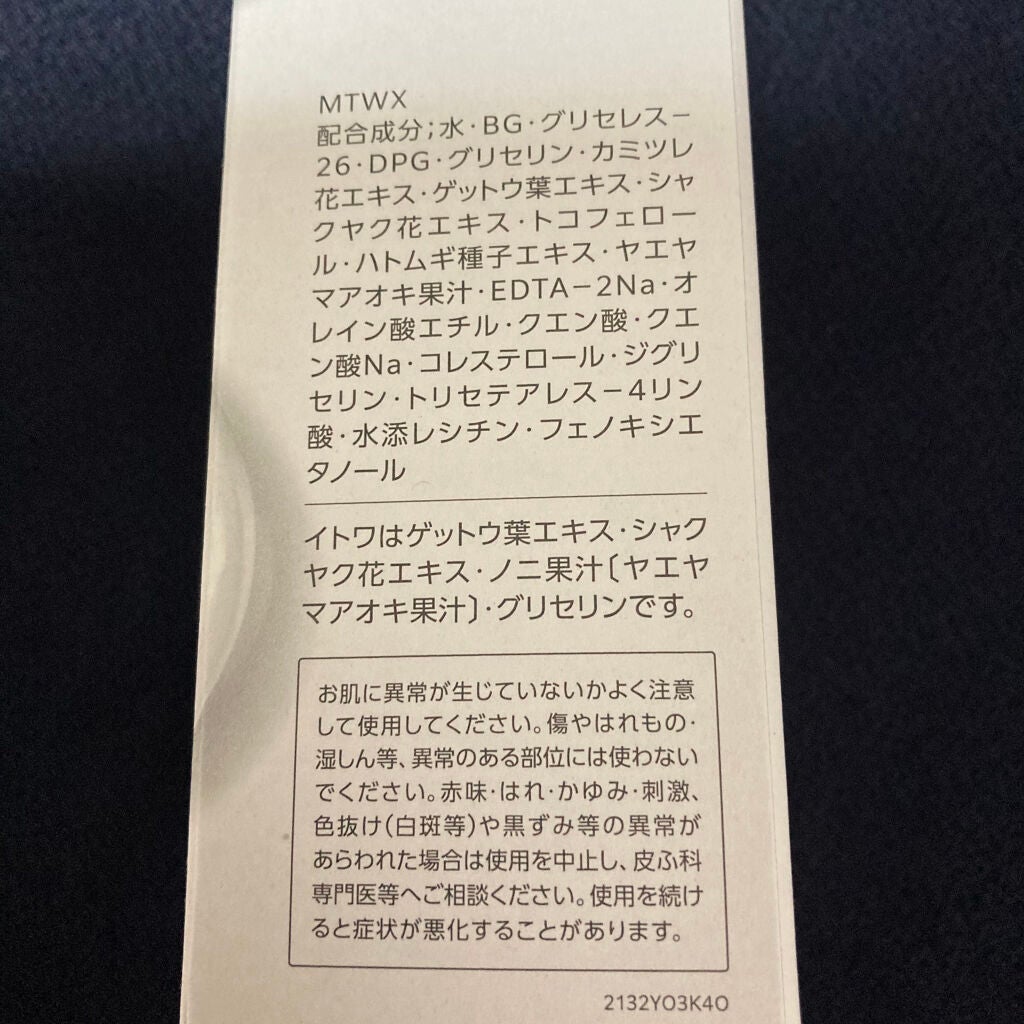 MTWX
配合成分；水・BG・グリセレス－
26・DPG・グリセリン・カミツレ
花エキス・ゲットウ葉エキス・シャ
クヤク花エキス・トコフェロー
ル・ハトムギ種子エキス・ヤエヤ
マアオキ果汁・EDTA－2Na・オ
レイン酸エチル・クエン酸・クエ
ン酸Na・コレステロール・ジグリ
セリン・トリセテアレス－4リン
酸・水添レシチン・フェノキシエ
タノール
イトワはゲットウ葉エキス・シャク
ヤク花エキス・ノニ果汁〔ヤエヤ
マアオキ果汁〕・グリセリンです。
お肌に異常が生じていないかよく注意
して使用してください。傷やはれもの・
湿しん等、異常のある部位には使わない
でください。赤味・はれ・かゆみ・刺激、
色抜け（白斑等）や黒ずみ等の異常が
あらわれた場合は使用を中止し、皮ふ科
専門医等へご相談ください。使用を続け
ると症状が悪化することがあります。
2132Y03K40